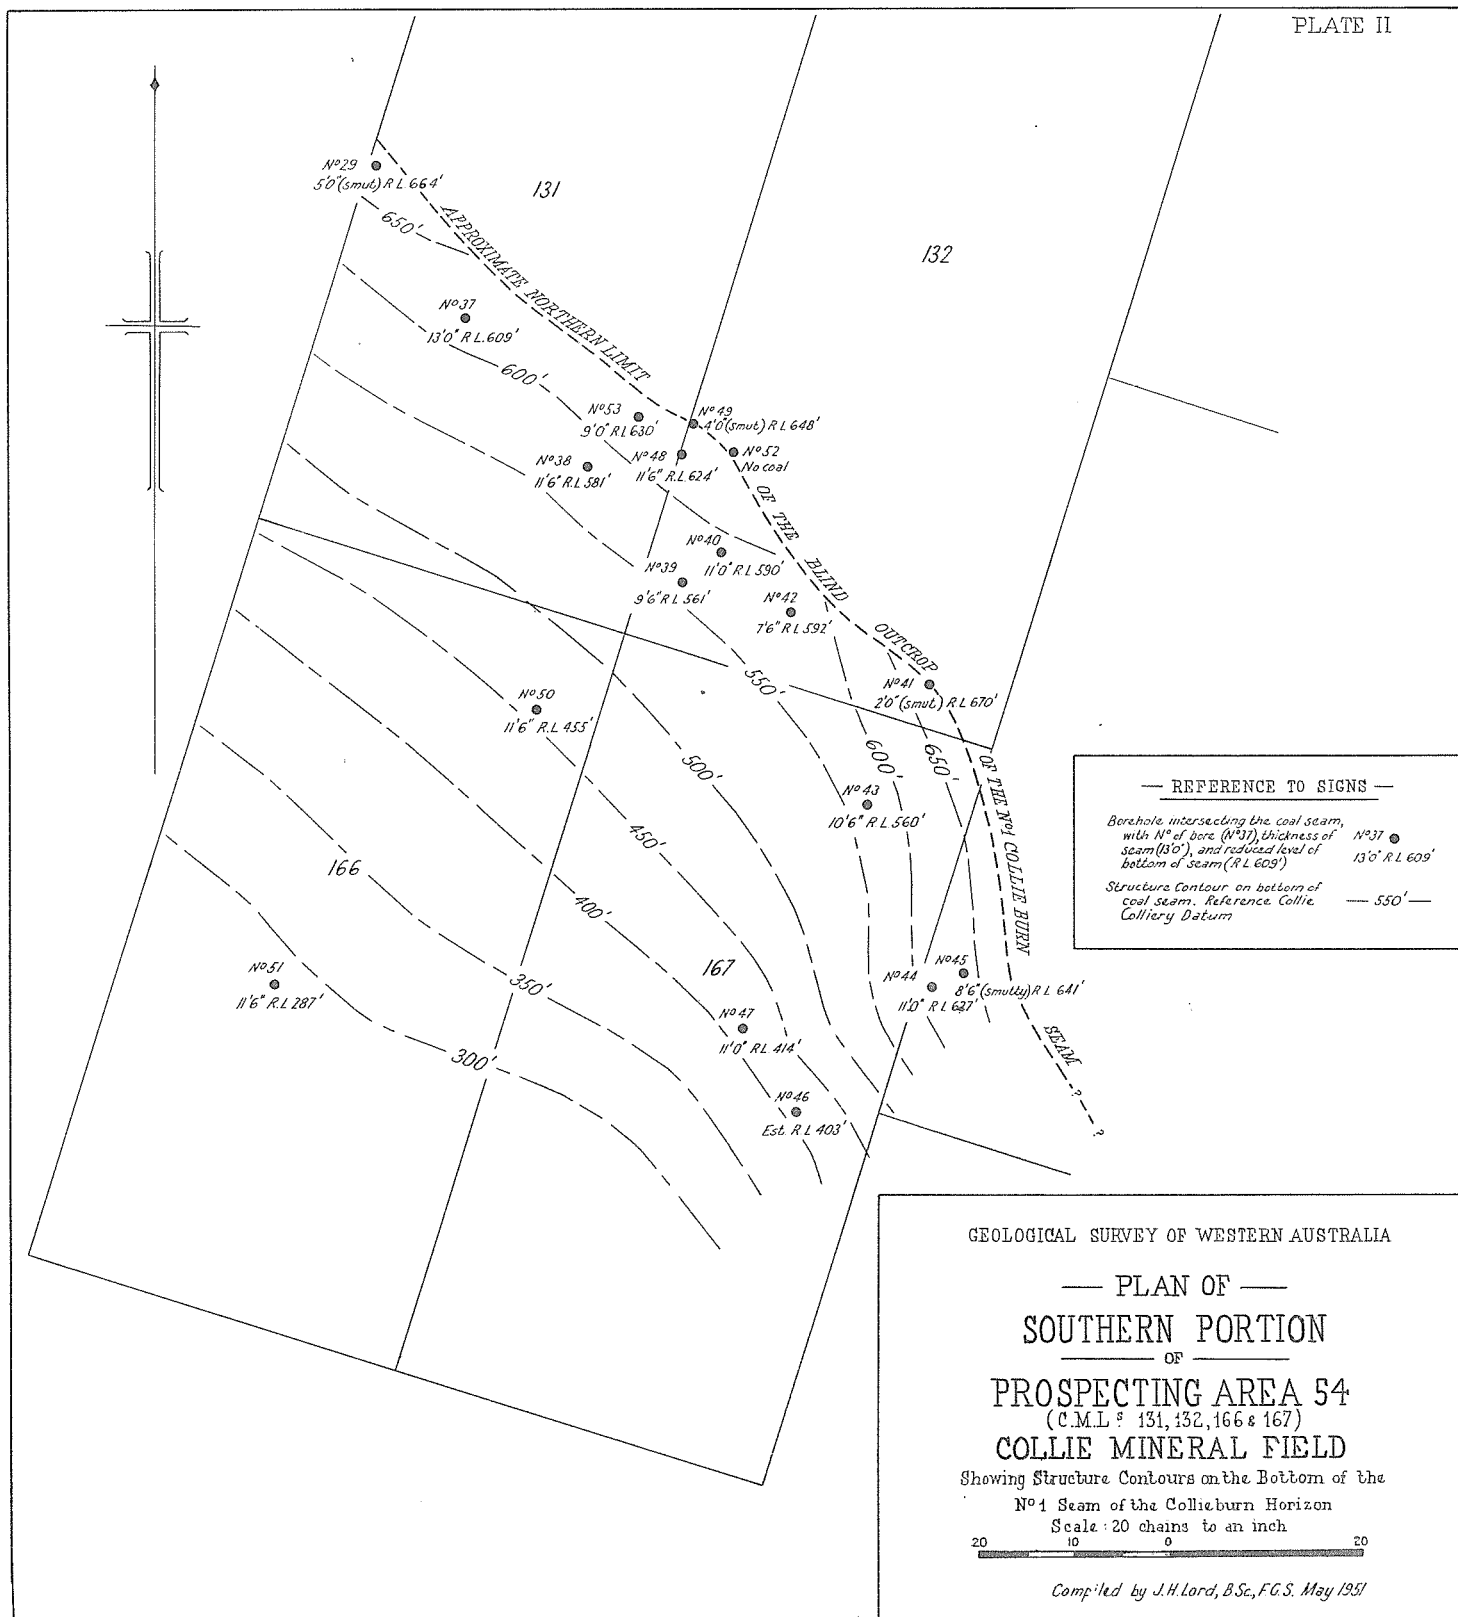 PLATE II
Nº29
5'0"(smut) R L 664'
131
650'
APPROXIMATE NORTHERN LIMIT
132
Nº37
13'0" R L.609'
600'
Nº53
9'0" R L 630'
Nº49
4'0"(smut) R L 648'
Nº38
11'6" R.L 581'
Nº48
11'6" R.L 624'
Nº52
No coal
OF THE BLIND
Nº40
11'0" R L 590'
Nº39
9'6" R L 561'
Nº42
7'6" R L 592'
OUTCROP
550'
Nº41
2'0"(smut) R L 670'
Nº50
11'6" R.L 455'
500'
600'
650'
OF THE Nº1 COLLIE BURN
Nº43
10'6" R L 560'
450'
166
400'
167
Nº51
11'6" R.L 287'
350'
Nº44
11'0" R L 627'
Nº45
8'6"(smutty) R L 641'
Nº47
11'0" R L 414'
SEAM
?
?
300'
Nº46
Est. R L 403'
— REFERENCE TO SIGNS —
Borehole intersecting the coal seam,
with Nº of bore (Nº37), thickness of
seam (13'0"), and reduced level of
bottom of seam (R L 609')
Nº37
13'0" R L 609'
Structure Contour on bottom of
coal seam. Reference Collie
Colliery Datum
— 550' —
GEOLOGICAL SURVEY OF WESTERN AUSTRALIA
— PLAN OF —
SOUTHERN PORTION
OF
PROSPECTING AREA 54
(C.M.L.s 131, 132, 166 & 167)
COLLIE MINERAL FIELD
Showing Structure Contours on the Bottom of the
Nº 1 Seam of the Collieburn Horizon
Scale : 20 chains to an inch
20 10 0 20
Compiled by J.H.Lord, B.Sc., F.G.S. May 1951